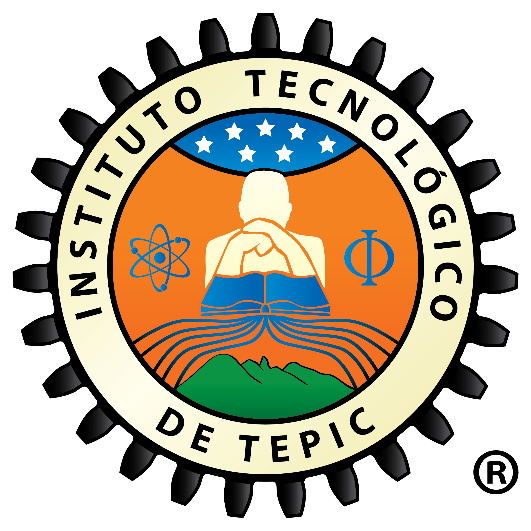 INSTITUTO TECNOLÓGICO
DE TEPIC
Φ
®